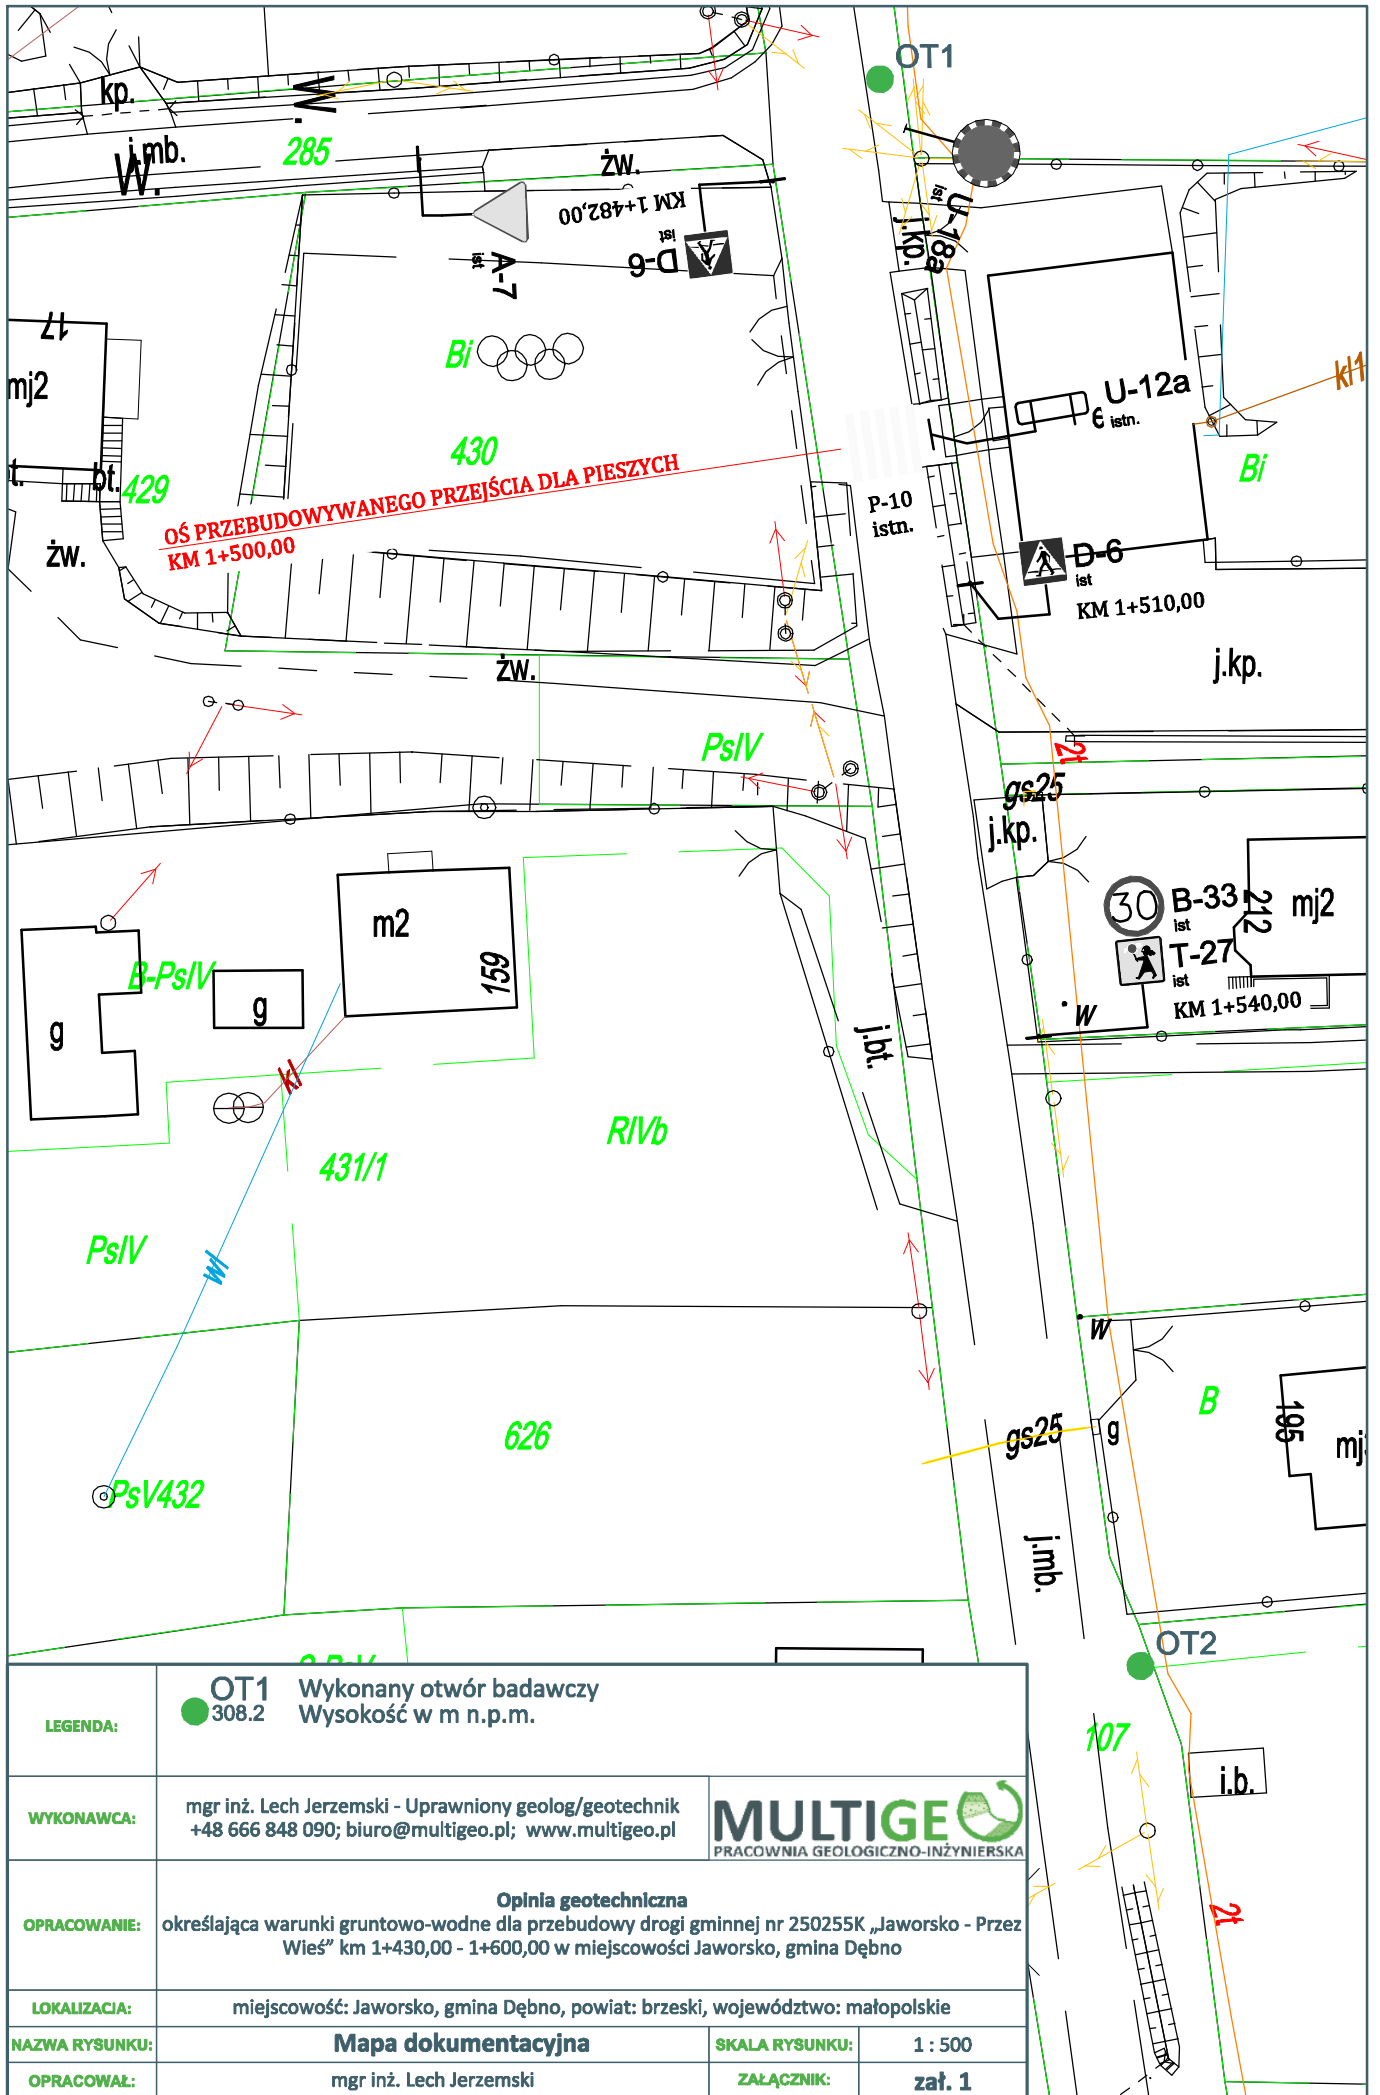 OT1
kp.
W.
j.mb.
W.
285
żw.
KM 1+482,00
ist
D-6
A-7
ist
U-18a
ist
j.kp.
17
mj2
Bi
430
U-12a
6 istn.
kl1
Bi
bt.
429
OŚ PRZEBUDOWYWANEGO PRZEJŚCIA DLA PIESZYCH
KM 1+500,00
P-10
istn.
żw.
D-6
ist
KM 1+510,00
żw.
j.kp.
PsIV
2t
gs25
j.kp.
m2
159
B-PsIV
g
g
30
B-33
ist
T-27
ist
KM 1+540,00
212
mj2
w
j.bt.
kl
RIVb
431/1
PsIV
wl
w
B
195
626
gs25
g
PsV432
j.mb.
OT2
107
i.b.
2t
LEGENDA:
OT1
308.2
Wykonany otwór badawczy
Wysokość w m n.p.m.
WYKONAWCA:
mgr inż. Lech Jerzemski - Uprawniony geolog/geotechnik
+48 666 848 090; biuro@multigeo.pl; www.multigeo.pl
MULTIGEO
PRACOWNIA GEOLOGICZNO-INŻYNIERSKA
OPRACOWANIE:
Opinia geotechniczna
określająca warunki gruntowo-wodne dla przebudowy drogi gminnej nr 250255K „Jaworsko - Przez
Wieś” km 1+430,00 - 1+600,00 w miejscowości Jaworsko, gmina Dębno
LOKALIZACJA:
miejscowość: Jaworsko, gmina Dębno, powiat: brzeski, województwo: małopolskie
NAZWA RYSUNKU:
Mapa dokumentacyjna
SKALA RYSUNKU:
1 : 500
OPRACOWAŁ:
mgr inż. Lech Jerzemski
ZAŁĄCZNIK:
zał. 1